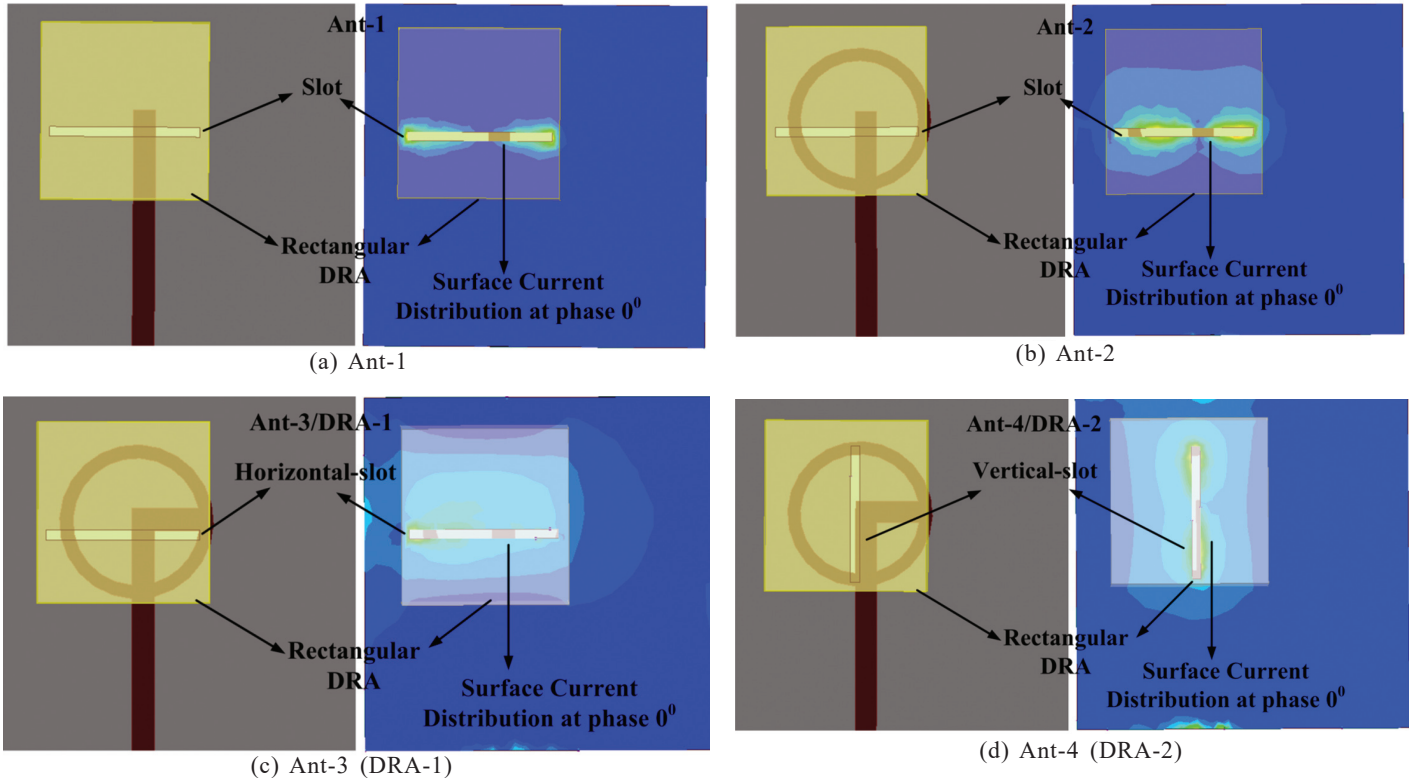 Ant-1
Slot
Rectangular
DRA
Surface Current
Distribution at phase 0⁰
(a) Ant-1
Ant-2
Slot
Rectangular
DRA
Surface Current
Distribution at phase 0⁰
(b) Ant-2
Ant-3/DRA-1
Horizontal-slot
Rectangular
DRA
Surface Current
Distribution at phase 0⁰
(c) Ant-3 (DRA-1)
Ant-4/DRA-2
Vertical-slot
Rectangular
DRA
Surface Current
Distribution at phase 0⁰
(d) Ant-4 (DRA-2)